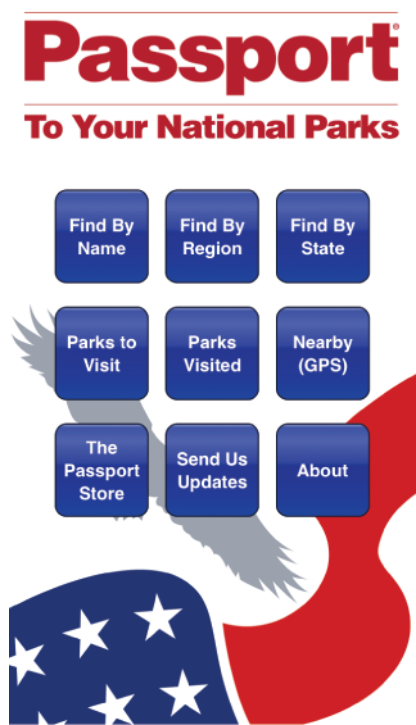 Passport®
To Your National Parks
Find By
Name
Find By
Region
Find By
State
Parks to
Visit
Parks
Visited
Nearby
(GPS)
The
Passport
Store
Send Us
Updates
About